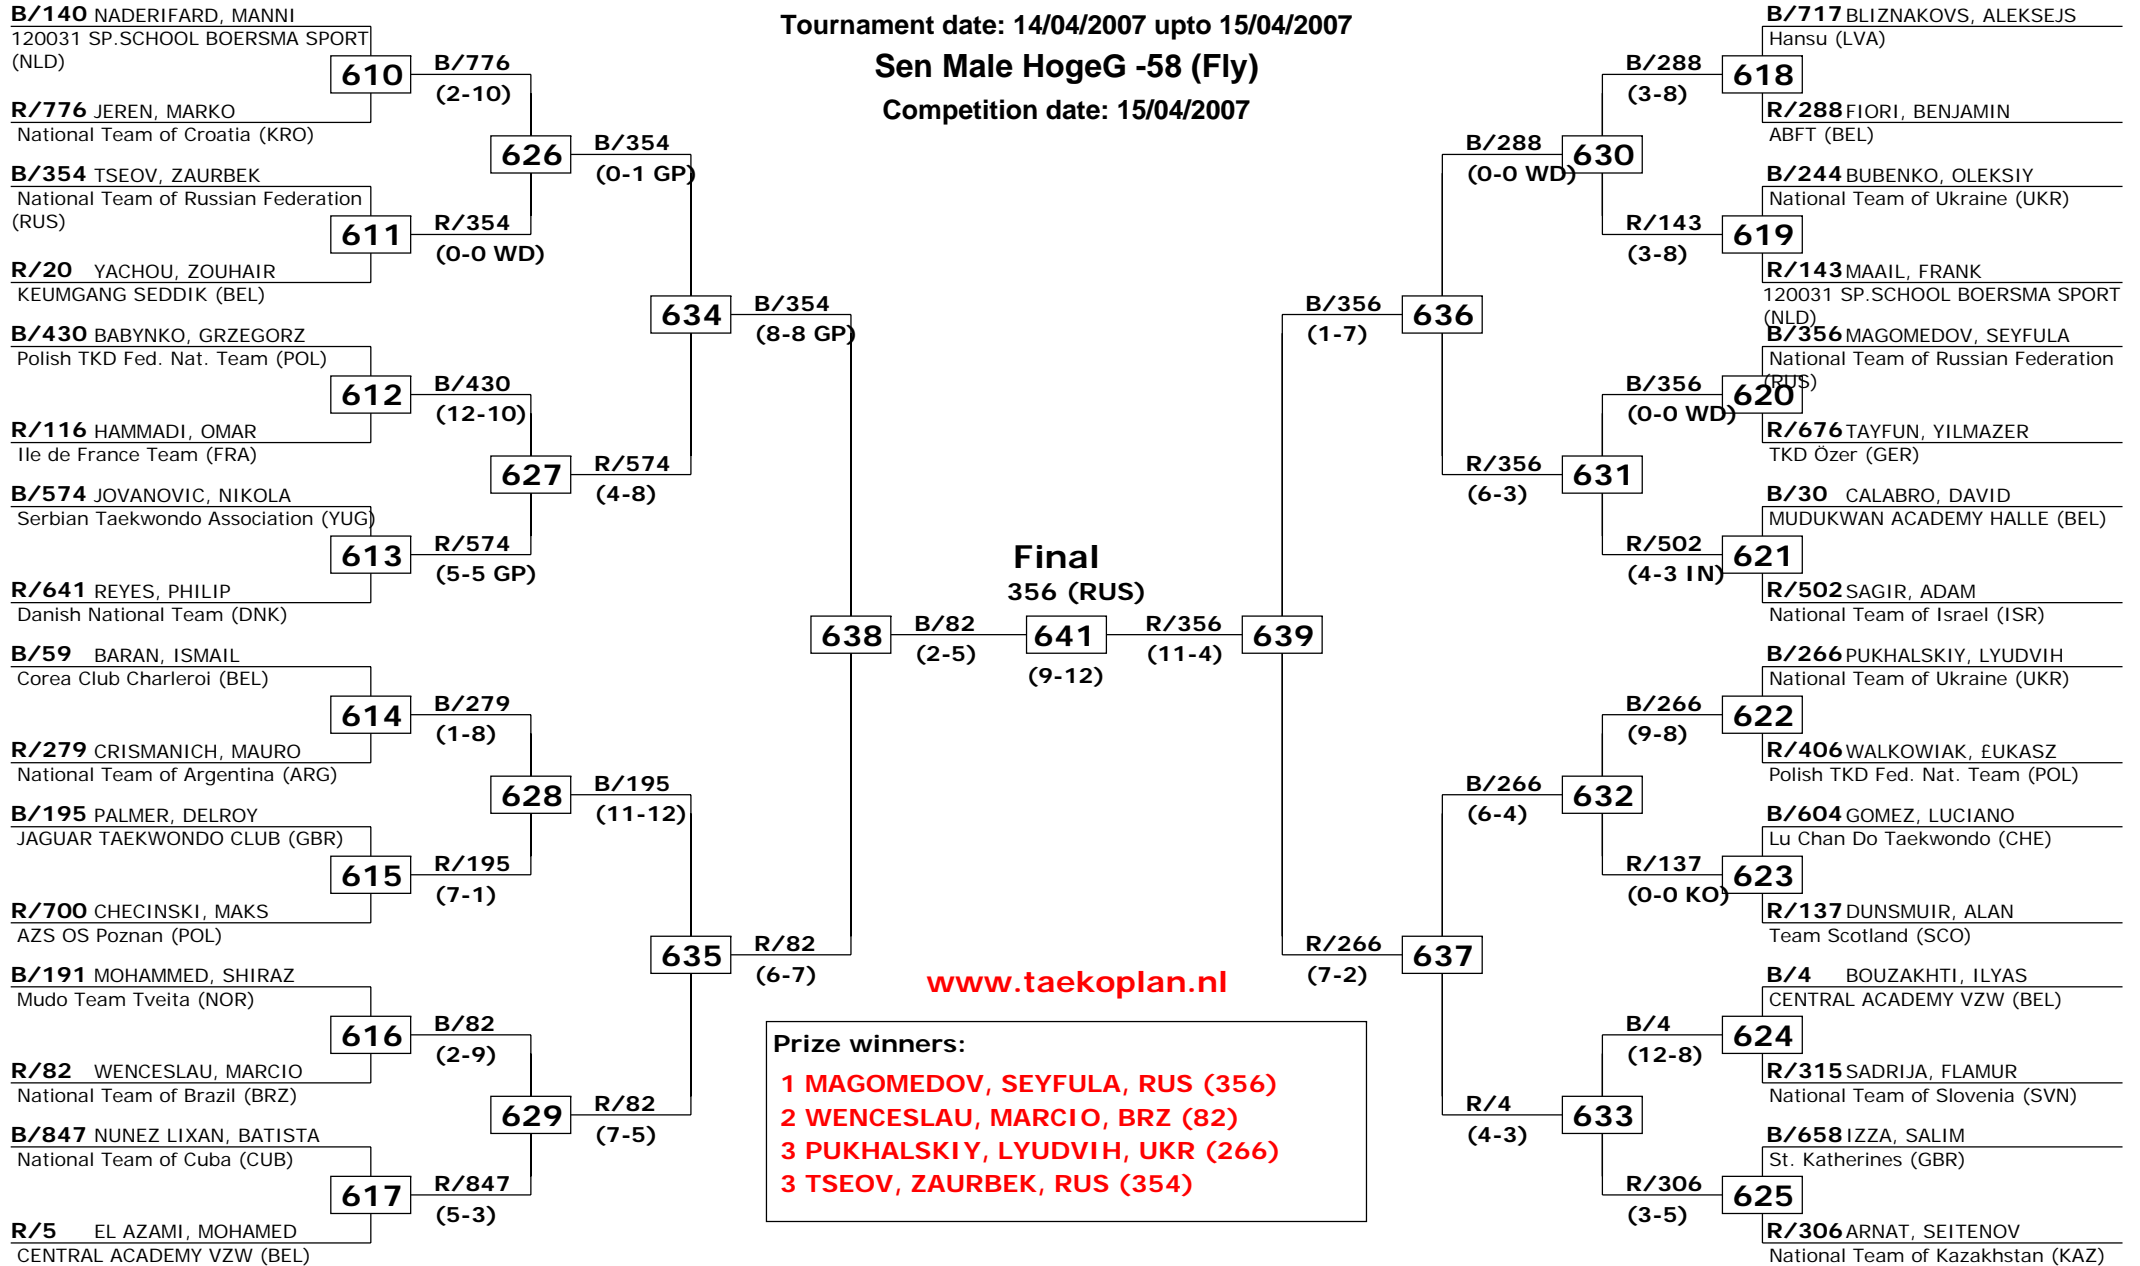 Tournament date: 14/04/2007 upto 15/04/2007
Sen Male HogeG -58 (Fly)
Competition date: 15/04/2007
B/140 NADERIFARD, MANNI
120031 SP.SCHOOL BOERSMA SPORT
(NLD)
610
R/776 JEREN, MARKO
National Team of Croatia (KRO)
B/354 TSEOV, ZAURBEK
National Team of Russian Federation
(RUS)
611
R/20 YACHOU, ZOUHAIR
KEUMGANG SEDDIK (BEL)
B/430 BABYNKO, GRZEGORZ
Polish TKD Fed. Nat. Team (POL)
612
R/116 HAMMADI, OMAR
Ile de France Team (FRA)
B/574 JOVANOVIC, NIKOLA
Serbian Taekwondo Association (YUG)
613
R/641 REYES, PHILIP
Danish National Team (DNK)
B/59 BARAN, ISMAIL
Corea Club Charleroi (BEL)
614
R/279 CRISMANICH, MAURO
National Team of Argentina (ARG)
B/195 PALMER, DELROY
JAGUAR TAEKWONDO CLUB (GBR)
615
R/700 CHECINSKI, MAKS
AZS OS Poznan (POL)
B/191 MOHAMMED, SHIRAZ
Mudo Team Tveita (NOR)
616
R/82 WENCESLAU, MARCIO
National Team of Brazil (BRZ)
B/847 NUNEZ LIXAN, BATISTA
National Team of Cuba (CUB)
617
R/5 EL AZAMI, MOHAMED
CENTRAL ACADEMY VZW (BEL)
B/776
(2-10)
626
R/354
(0-0 WD)
B/430
(12-10)
627
R/574
(5-5 GP)
B/279
(1-8)
628
R/195
(7-1)
B/82
(2-9)
629
R/847
(5-3)
B/354
(0-1 GP)
634
R/574
(4-8)
B/195
(11-12)
635
R/82
(7-5)
B/354
(8-8 GP)
638
R/82
(6-7)
B/82
(2-5)
Final
356 (RUS)
641
(9-12)
R/356
(11-4)
639
B/356
(1-7)
636
R/266
(7-2)
637
B/288
(0-0 WD)
630
R/356
(6-3)
631
B/266
(6-4)
632
R/4
(4-3)
633
B/288
(3-8)
618
R/143
(3-8)
619
B/356
(0-0 WD)
620
R/502
(4-3 IN)
621
B/266
(9-8)
622
R/137
(0-0 KO)
623
B/4
(12-8)
624
R/306
(3-5)
625
B/717 BLIZNAKOVS, ALEKSEJS
Hansu (LVA)
R/288 FIORI, BENJAMIN
ABFT (BEL)
B/244 BUBENKO, OLEKSIY
National Team of Ukraine (UKR)
R/143 MAAIL, FRANK
120031 SP.SCHOOL BOERSMA SPORT
(NLD)
B/356 MAGOMEDOV, SEYFULA
National Team of Russian Federation
(RUS)
R/676 TAYFUN, YILMAZER
TKD Özer (GER)
B/30 CALABRO, DAVID
MUDUKWAN ACADEMY HALLE (BEL)
R/502 SAGIR, ADAM
National Team of Israel (ISR)
B/266 PUKHALSKIY, LYUDVIH
National Team of Ukraine (UKR)
R/406 WALKOWIAK, £UKASZ
Polish TKD Fed. Nat. Team (POL)
B/604 GOMEZ, LUCIANO
Lu Chan Do Taekwondo (CHE)
R/137 DUNSMUIR, ALAN
Team Scotland (SCO)
B/4 BOUZAKHTI, ILYAS
CENTRAL ACADEMY VZW (BEL)
R/315 SADRIJA, FLAMUR
National Team of Slovenia (SVN)
B/658 IZZA, SALIM
St. Katherines (GBR)
R/306 ARNAT, SEITENOV
National Team of Kazakhstan (KAZ)
www.taekoplan.nl
Prize winners:
1 MAGOMEDOV, SEYFULA, RUS (356)
2 WENCESLAU, MARCIO, BRZ (82)
3 PUKHALSKIY, LYUDVIH, UKR (266)
3 TSEOV, ZAURBEK, RUS (354)